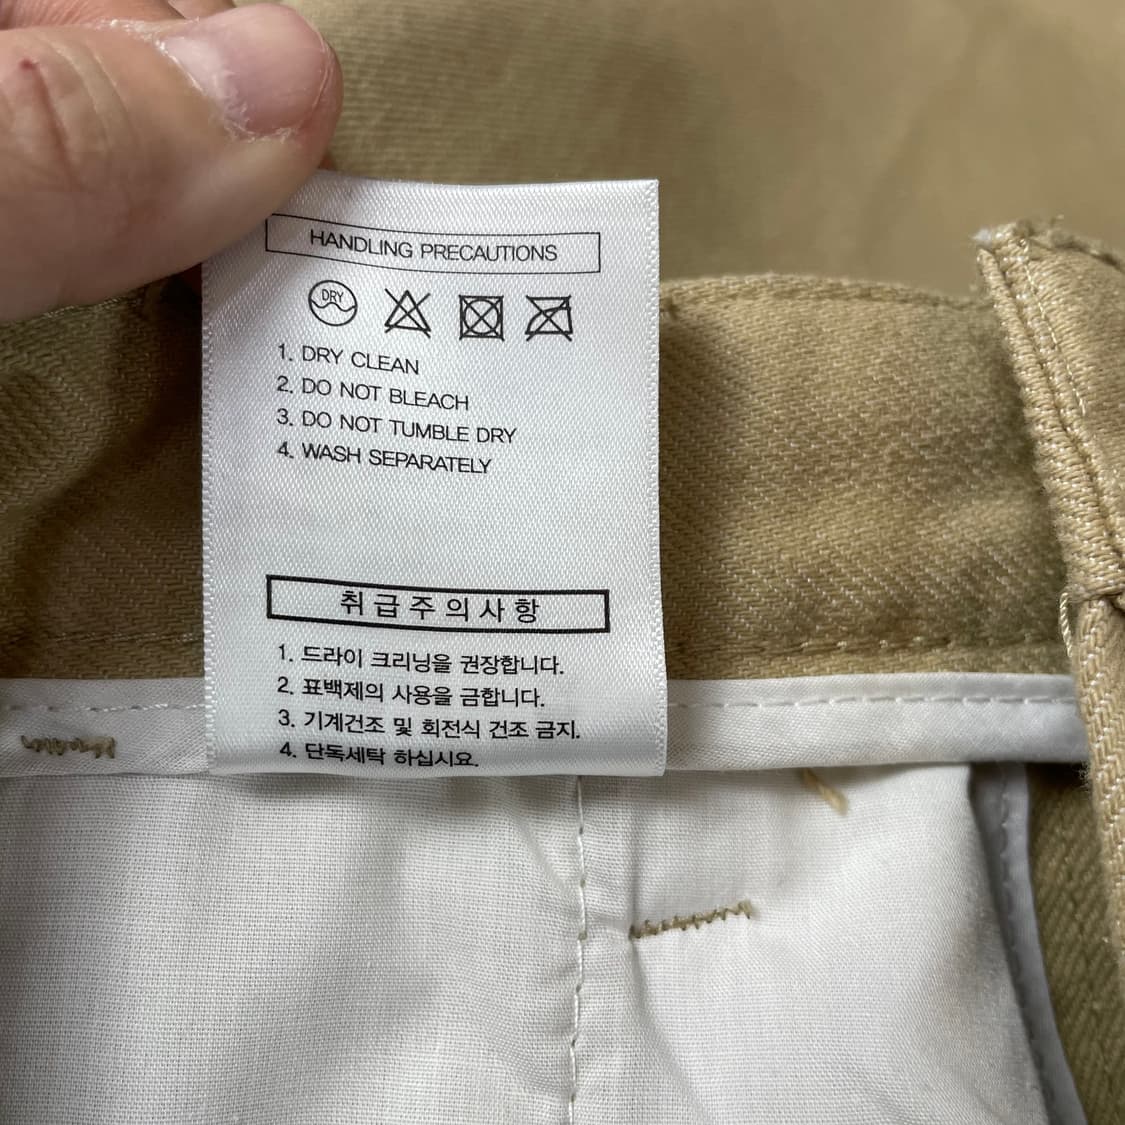 HANDLING PRECAUTIONS
DRY
1. DRY CLEAN
2. DO NOT BLEACH
3. DO NOT TUMBLE DRY
4. WASH SEPARATELY
취급주의사항
1. 드라이 크리닝을 권장합니다.
2. 표백제의 사용을 금합니다.
3. 기계건조 및 회전식 건조 금지.
4. 단독세탁 하십시요.